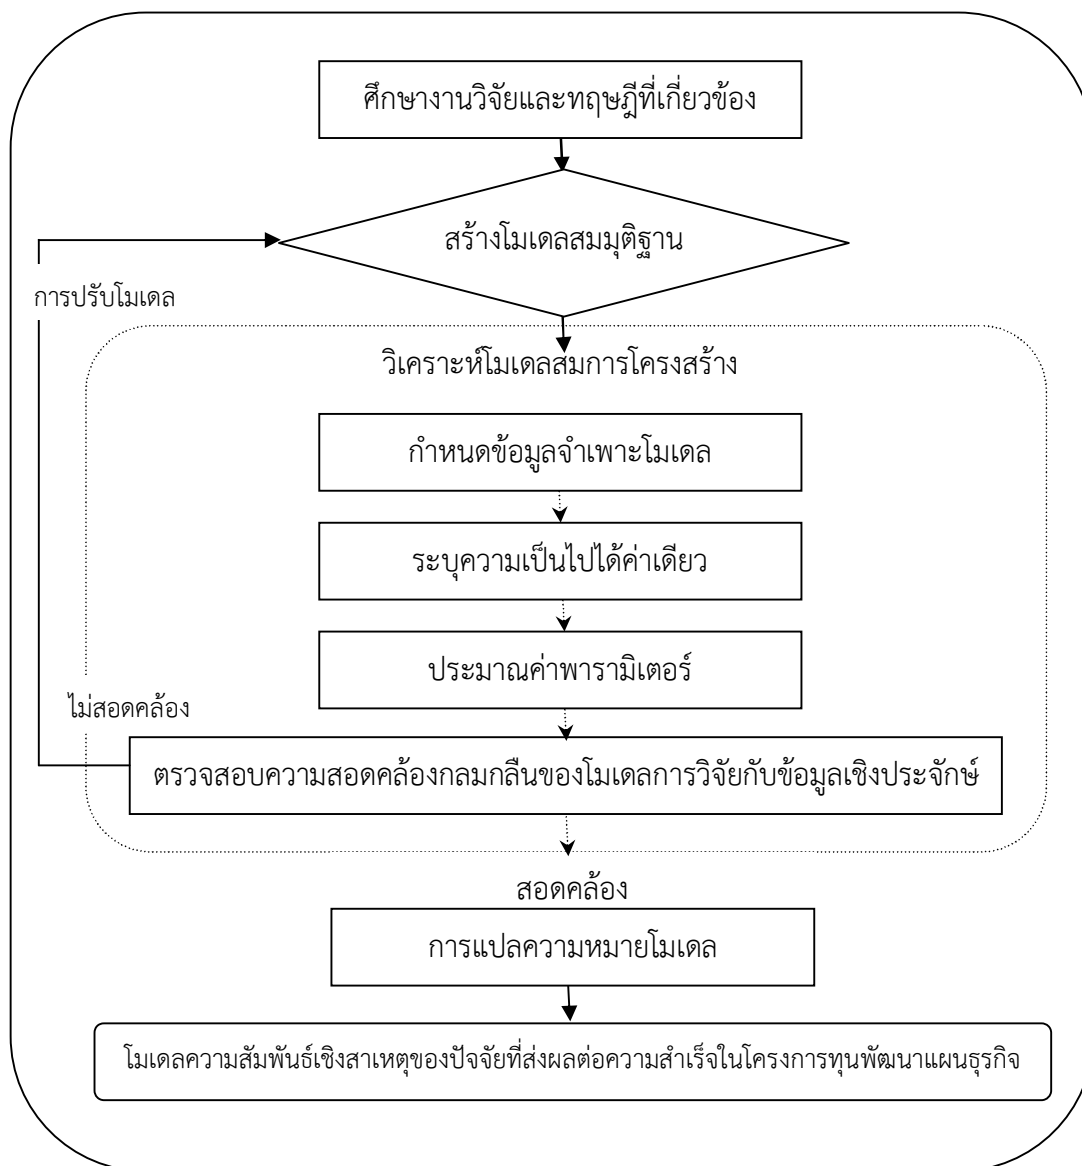 ศึกษางานวิจัยและทฤษฎีที่เกี่ยวข้อง
สร้างโมเดลสมมุติฐาน
การปรับโมเดล
วิเคราะห์โมเดลสมการโครงสร้าง
กำหนดข้อมูลจำเพาะโมเดล
ระบุความเป็นไปได้ค่าเดียว
ประมาณค่าพารามิเตอร์
ไม่สอดคล้อง
ตรวจสอบความสอดคล้องกลมกลืนของโมเดลการวิจัยกับข้อมูลเชิงประจักษ์
สอดคล้อง
การแปลความหมายโมเดล
โมเดลความสัมพันธ์เชิงสาเหตุของปัจจัยที่ส่งผลต่อความสำเร็จในโครงการทุนพัฒนาแผนธุรกิจ